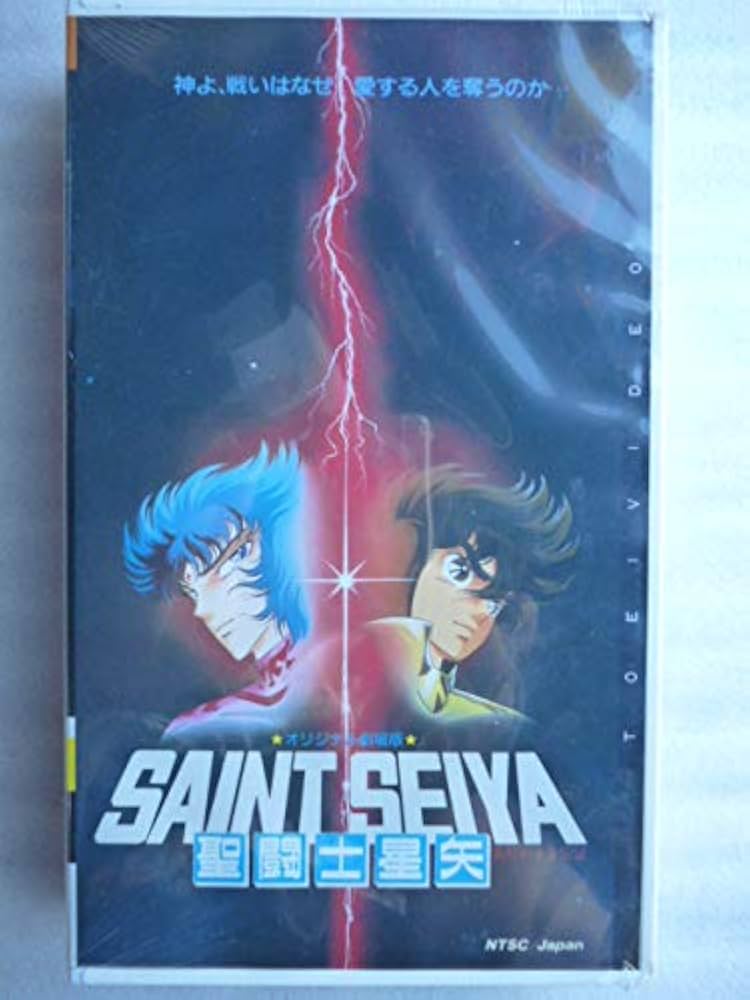 神よ、戦いはなぜ 愛する人を奪うのか
TOEI VIDEO
★オリジナル劇場版★
SAINT SEIYA
聖闘士星矢
NTSC Japan